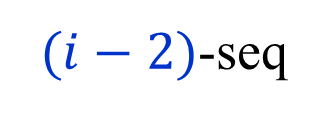 (i − 2)-seq